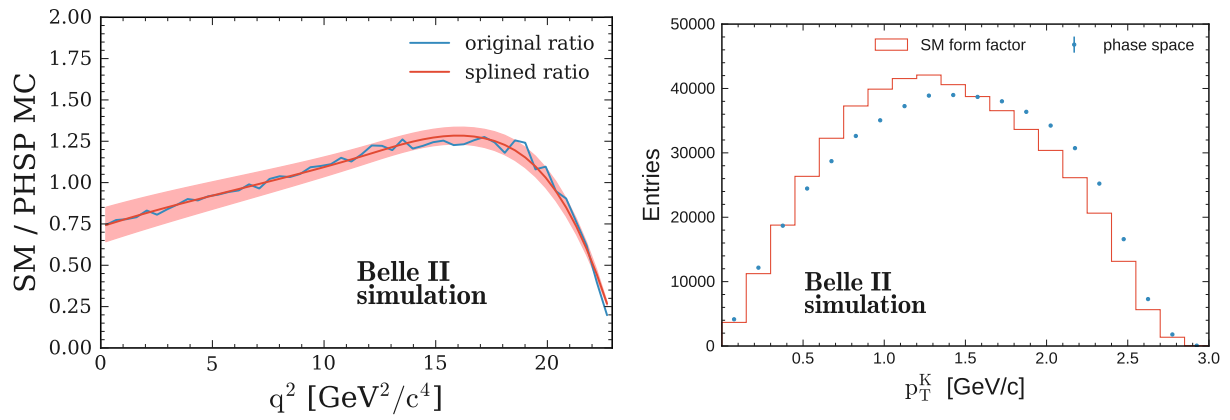 SM / PHSP MC
2.00
1.75
1.50
1.25
1.00
0.75
0.50
0.25
0.00
original ratio
splined ratio
Belle II
simulation
0 5 10 15 20
q² [GeV²/c⁴]
Entries
50000
40000
30000
20000
10000
0
SM form factor
phase space
Belle II
simulation
0.5 1.0 1.5 2.0 2.5 3.0
p_T^K [GeV/c]